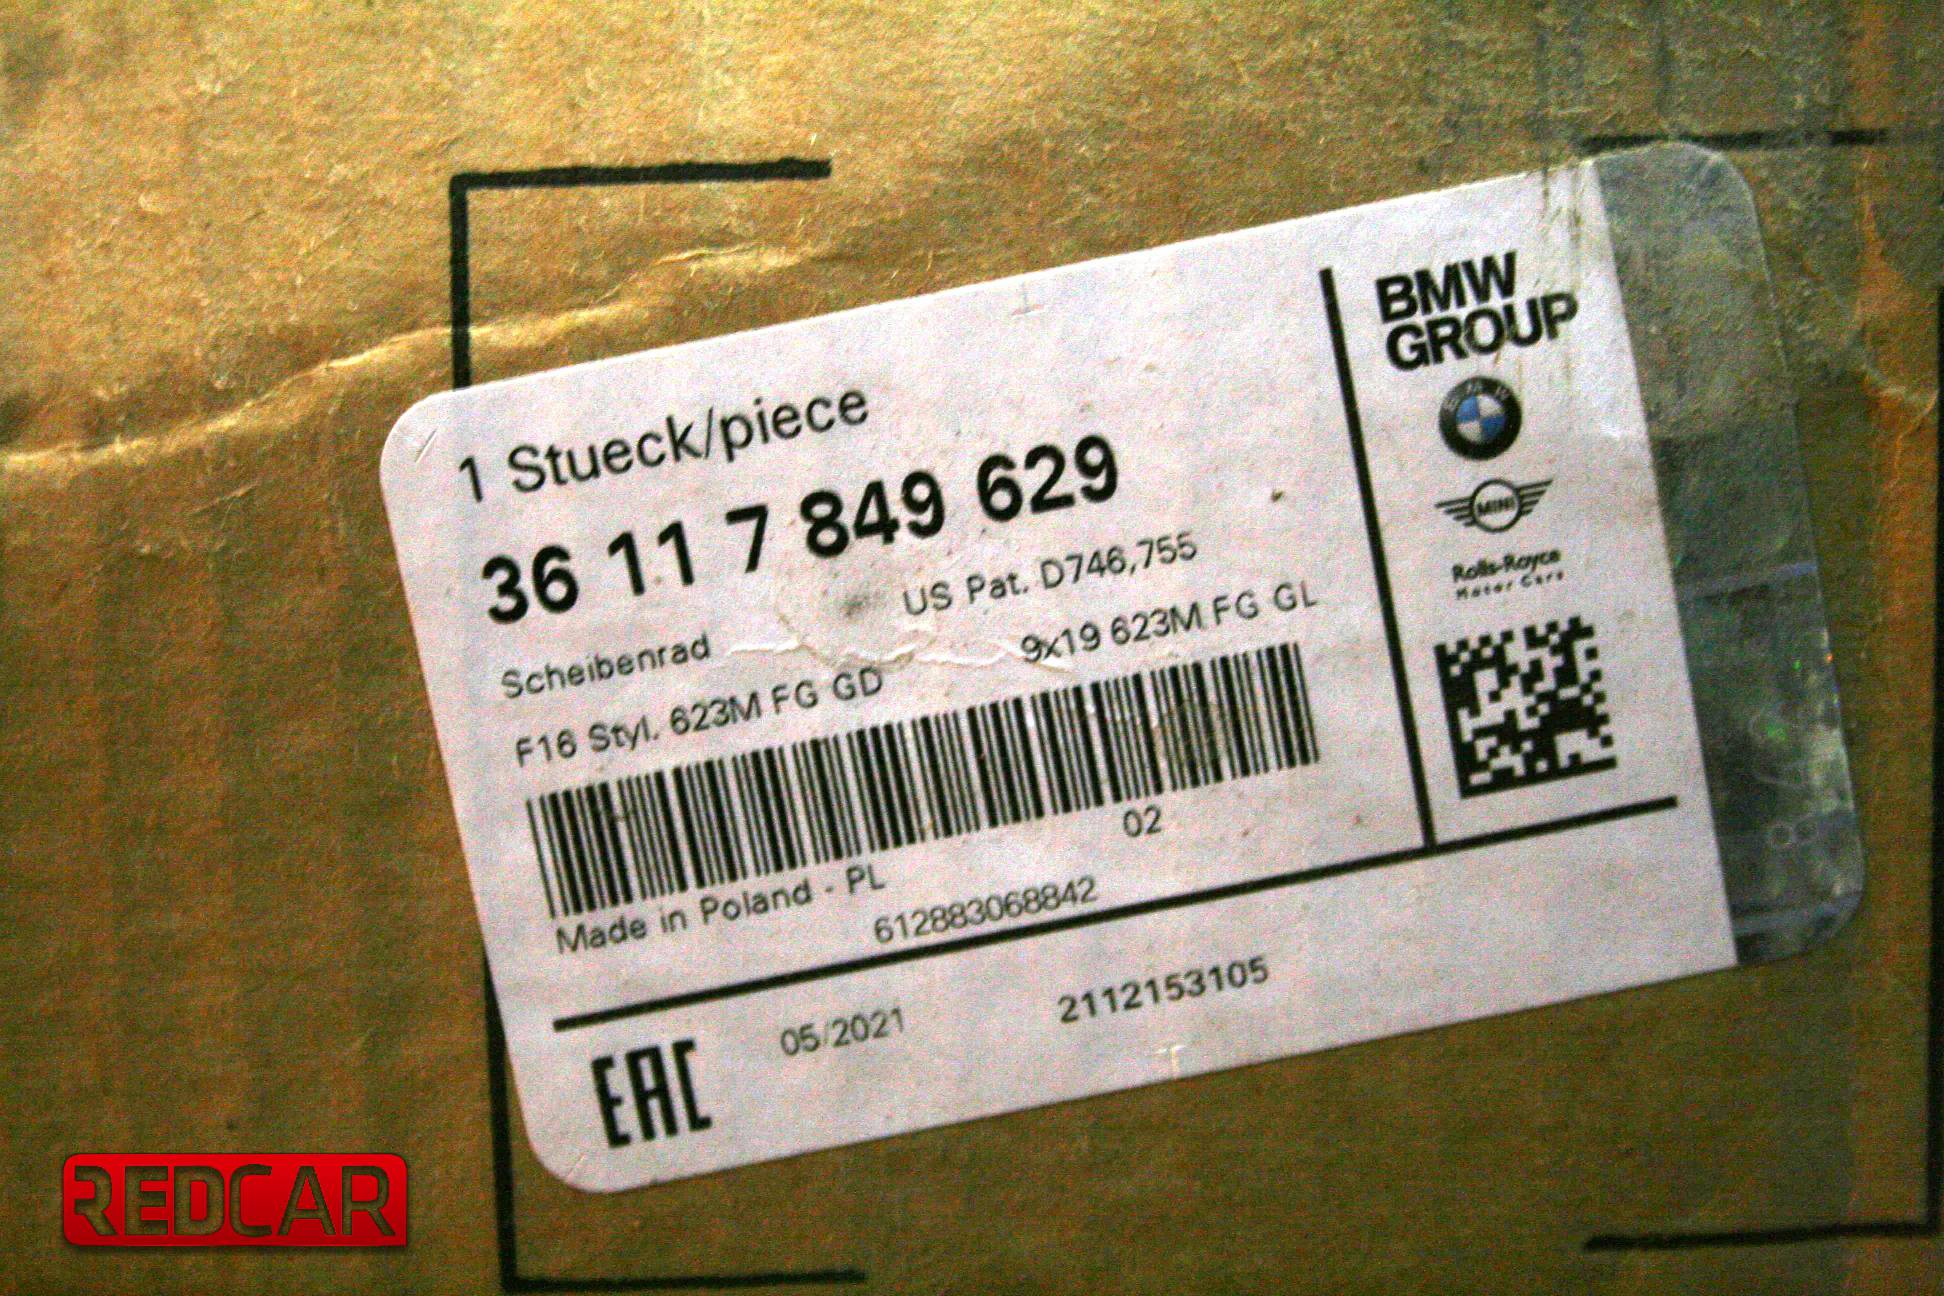 1 Stueck/piece
36 11 7 849 629
US Pat. D746,755
Scheibenrad
9x19 623M FG GL
F16 Styl. 623M FG GD
02
Made in Poland - PL
612883068842
05/2021
2112153105
EAC
BMW
GROUP
MINI
Rolls-Royce
Motor Cars
REDCAR